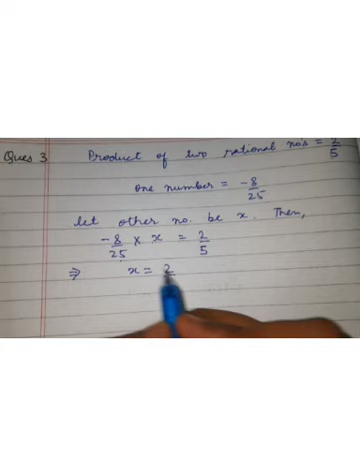 Ques 3 Product of two rational no's = 2/5
one number = -8/25
let other no. be x. Then,
-8/25 × x = 2/5
⇒ x = 2